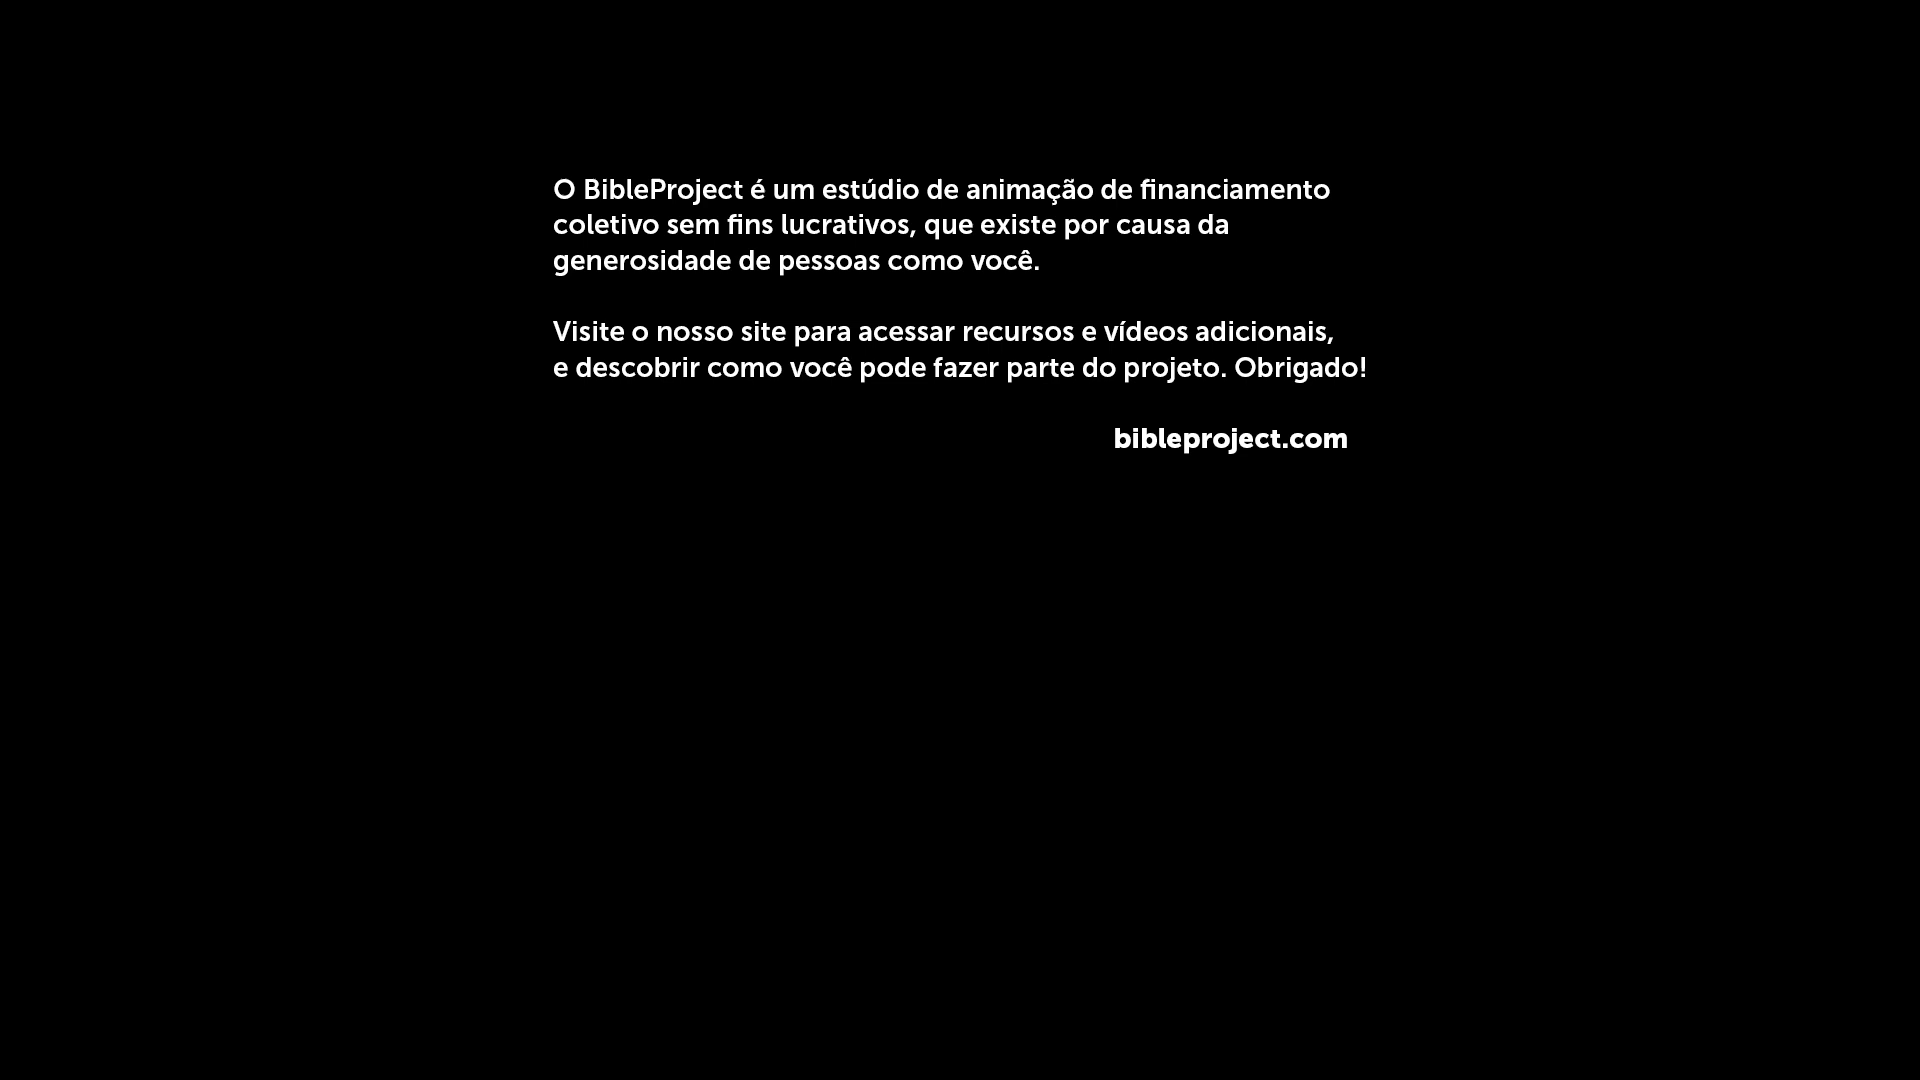 O BibleProject é um estúdio de animação de financiamento
coletivo sem fins lucrativos, que existe por causa da
generosidade de pessoas como você.
Visite o nosso site para acessar recursos e vídeos adicionais,
e descobrir como você pode fazer parte do projeto. Obrigado!
bibleproject.com